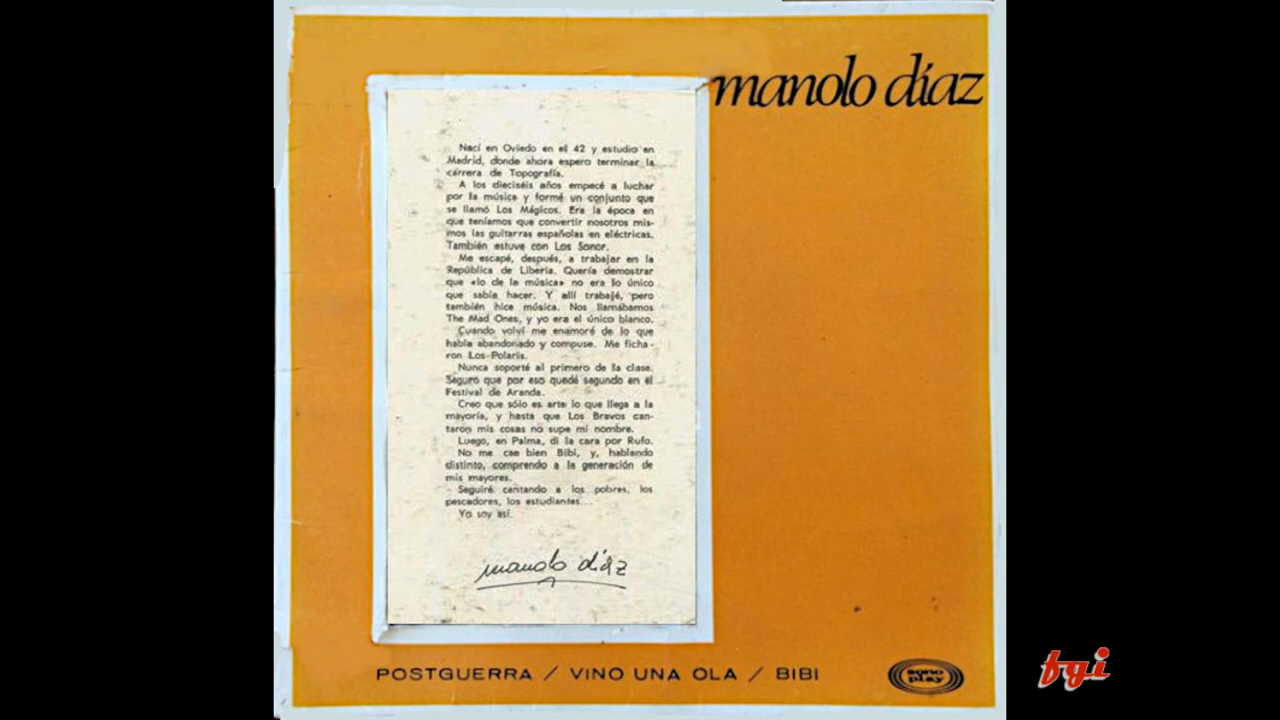 manolo díaz
Nací en Oviedo en el 42 y estudio en
Madrid, donde ahora espero terminar la
carrera de Topografía.
A los dieciséis años empecé a luchar
por la música y formé un conjunto que
se llamó Los Mágicos. Era la época en
que teníamos que convertir nosotros mis-
mos las guitarras españolas en eléctricas.
También estuve con Los Sonor.
Me escapé, después, a trabajar en la
República de Liberia. Quería demostrar
que «lo de la música» no era lo único
que sabía hacer. Y allí trabajé, pero
también hice música. Nos llamábamos
The Mad Ones, y yo era el único blanco.
Cuando volví me enamoré de lo que
había abandonado y compuse. Me ficha-
ron Los Polaris.
Nunca soporté al primero de la clase.
Seguro que por eso quedé segundo en el
Festival de Aranda.
Creo que sólo es arte lo que llega a la
mayoría, y hasta que Los Bravos can-
taron mis cosas no supe mi nombre.
Luego, en Palma, di la cara por Rufo.
No me cae bien Bibi, y, hablando
distinto, comprendo a la generación de
mis mayores.
Seguiré cantando a los pobres, los
pescadores, los estudiantes...
Yo soy así.
manolo díaz
POSTGUERRA / VINO UNA OLA / BIBI
sono
play
fgi